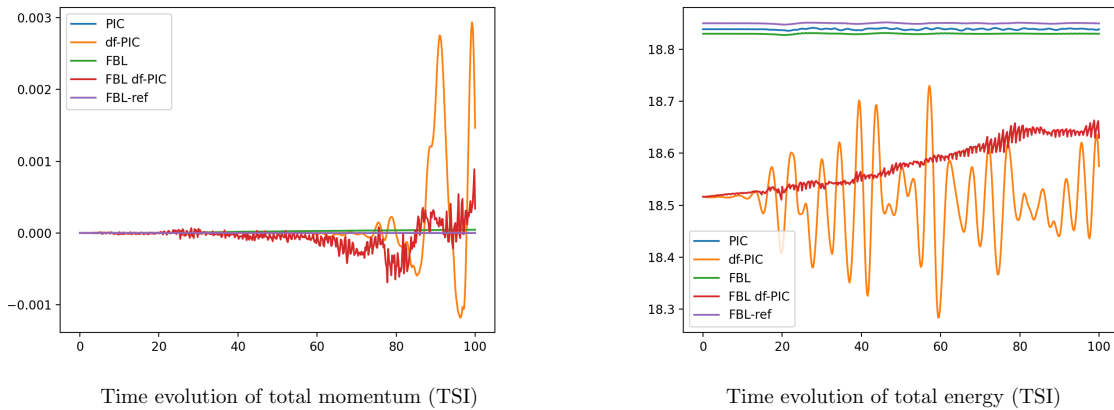 0.003
0.002
0.001
0.000
−0.001
0
20
40
60
80
100
PIC
df-PIC
FBL
FBL df-PIC
FBL-ref
Time evolution of total momentum (TSI)
18.8
18.7
18.6
18.5
18.4
18.3
0
20
40
60
80
100
PIC
df-PIC
FBL
FBL df-PIC
FBL-ref
Time evolution of total energy (TSI)